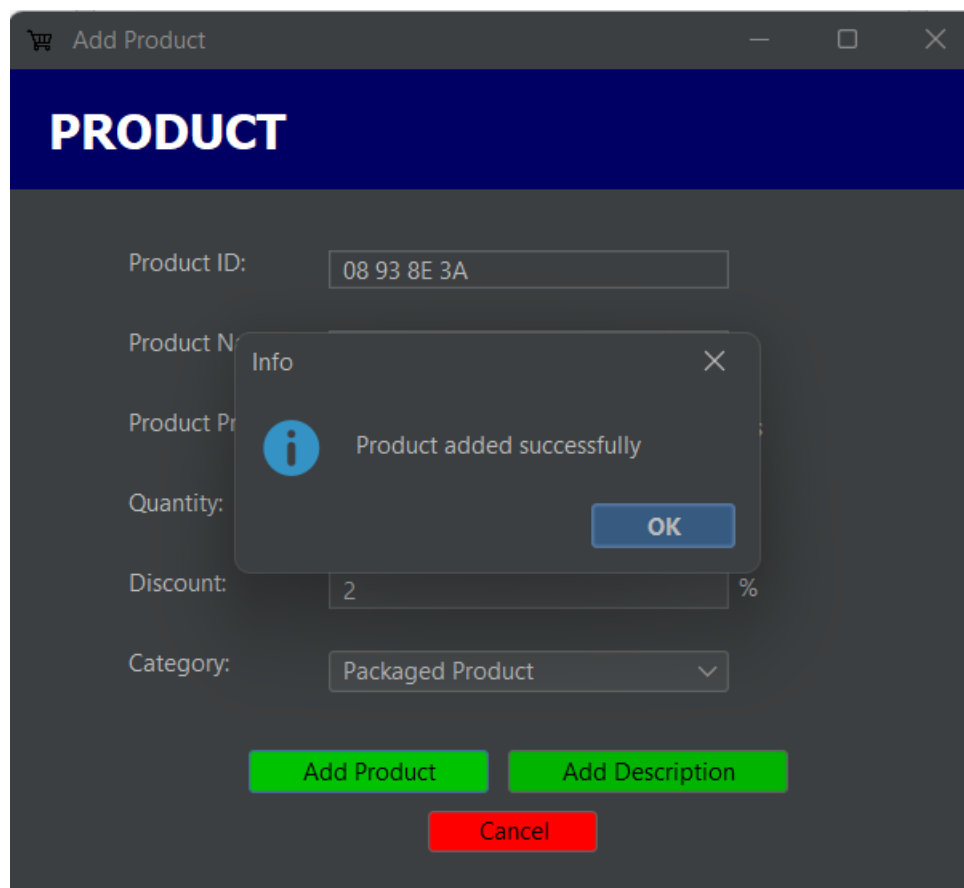 Add Product
PRODUCT
Product ID:
08 93 8E 3A
Product N
Info
Product Pr
Product added successfully
Quantity:
OK
Discount:
2
%
Category:
Packaged Product
Add Product
Add Description
Cancel